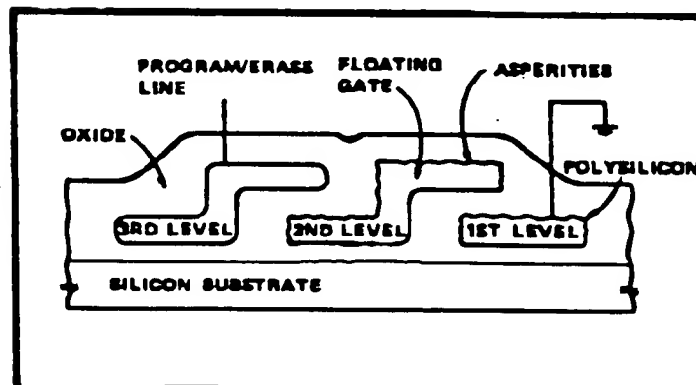 PROGRAM/ERASE
LINE
FLOATING
GATE
ASPERITIES
OXIDE
POLYSILICON
3RD LEVEL
2ND LEVEL
1ST LEVEL
SILICON SUBSTRATE